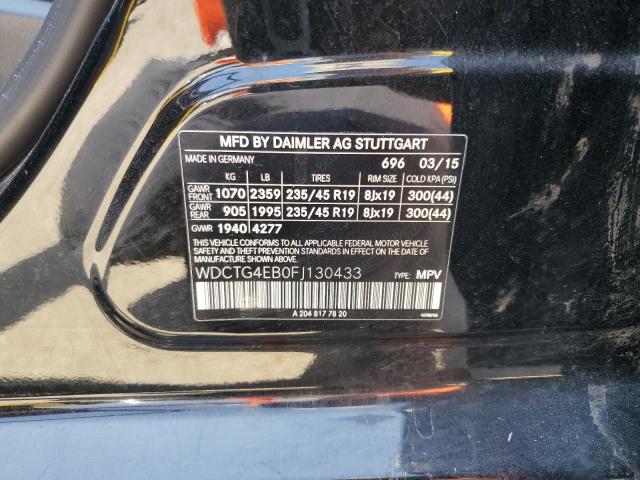 MFD BY DAIMLER AG STUTTGART
MADE IN GERMANY 696 03/15
KG LB TIRES RIM SIZE COLD KPA(PSI)
GAWR FRONT 1070 2359 235/45 R19 8Jx19 300(44)
GAWR REAR 905 1995 235/45 R19 8Jx19 300(44)
GVWR 1940 4277
THIS VEHICLE CONFORMS TO ALL APPLICABLE FEDERAL MOTOR
VEHICLE SAFETY STANDARDS IN EFFECT ON THE DATE OF
MANUFACTURE SHOWN ABOVE.
WDCTG4EB0FJ130433 TYPE: MPV
A 204 817 78 20